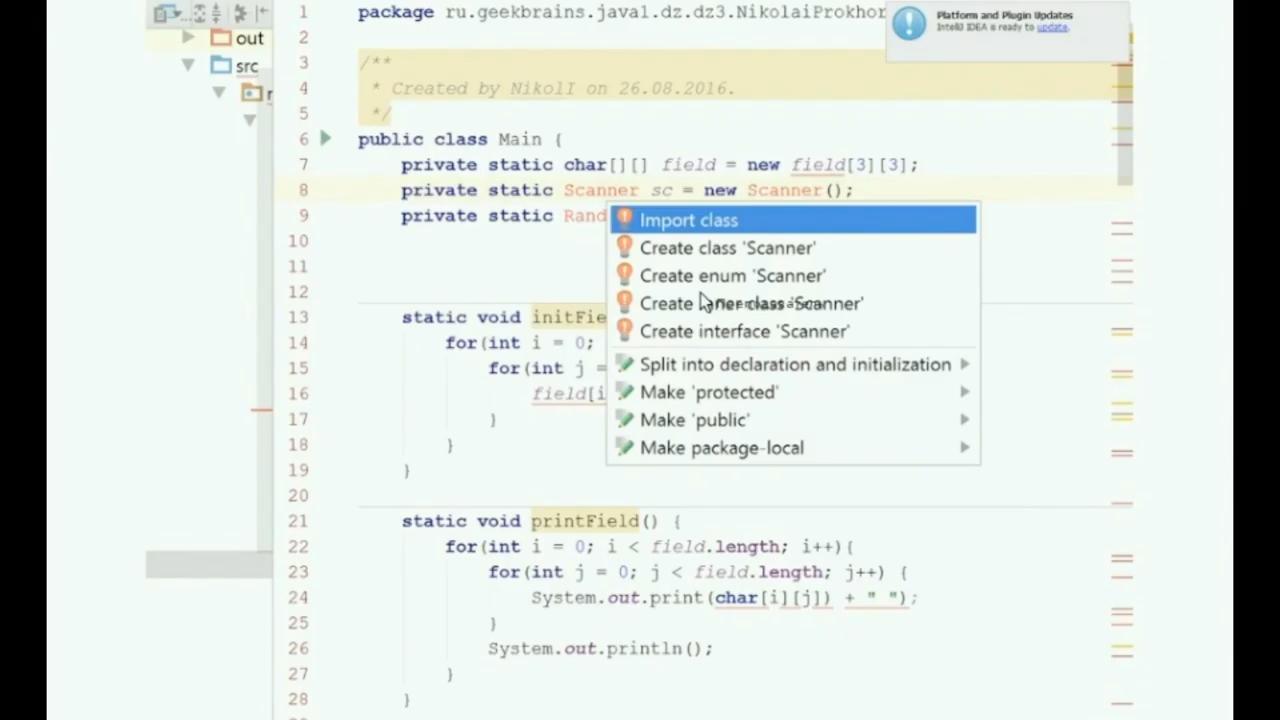 package ru.geekbrains.java1.dz.dz3.NikolaiProkhor
Platform and Plugin Updates
IntelliJ IDEA is ready to update.
out
src
1
2
3 /**
4 * Created by NikolI on 26.08.2016.
5 */
6 public class Main {
7 private static char[][] field = new field[3][3];
8 private static Scanner sc = new Scanner();
9 private static Rand
10
11
12
13 static void initFie
14 for(int i = 0;
15 for(int j =
16 field[i
17 }
18 }
19 }
20
21 static void printField() {
22 for(int i = 0; i < field.length; i++){
23 for(int j = 0; j < field.length; j++) {
24 System.out.print(char[i][j]) + " ");
25 }
26 System.out.println();
27 }
28 }
Import class
Create class 'Scanner'
Create enum 'Scanner'
Create inner class 'Scanner'
Create interface 'Scanner'
Split into declaration and initialization
Make 'protected'
Make 'public'
Make package-local